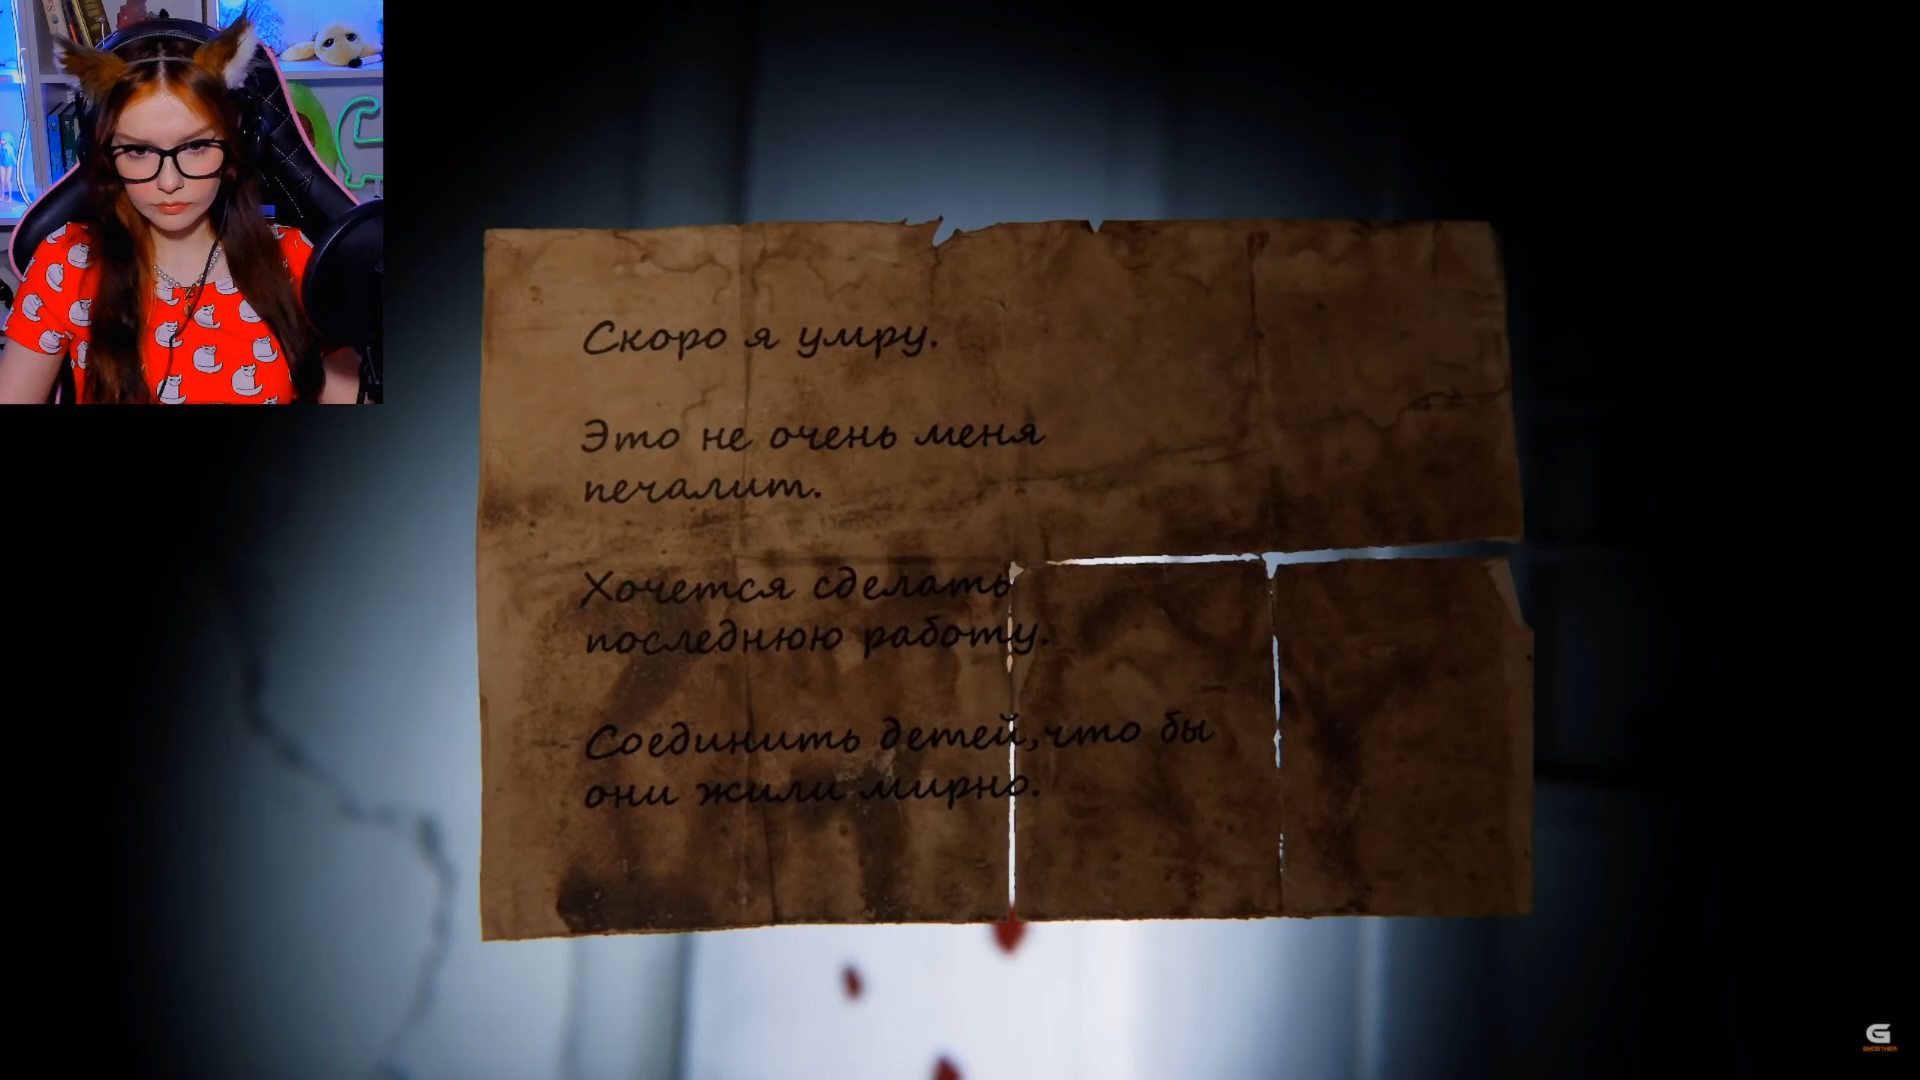 Скоро я умру.
Это не очень меня
печалит.
Хочется сделать
последнюю работу.
Соединить детей,что бы
они жили мирно.